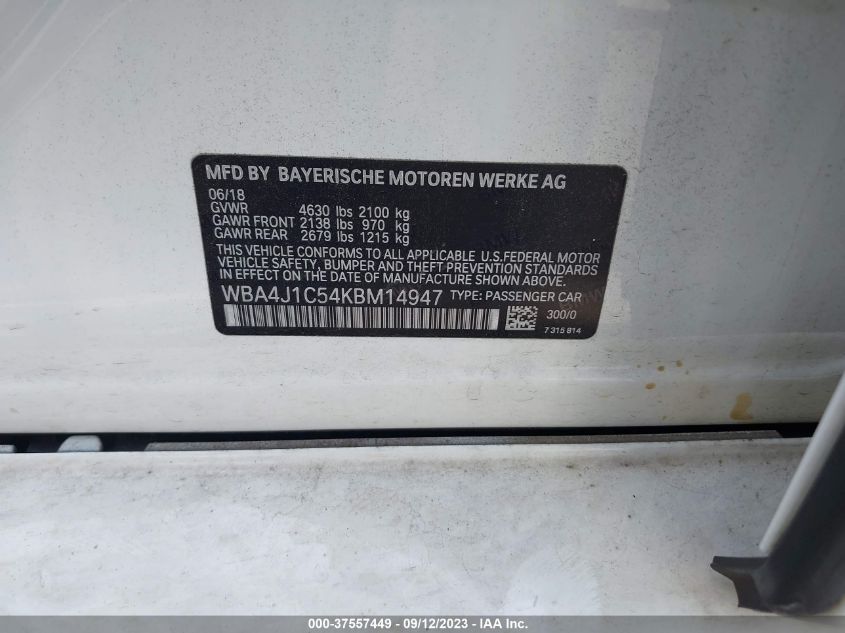 MFD BY BAYERISCHE MOTOREN WERKE AG
06/18
GVWR 4630 lbs 2100 kg
GAWR FRONT 2138 lbs 970 kg
GAWR REAR 2679 lbs 1215 kg
THIS VEHICLE CONFORMS TO ALL APPLICABLE U.S.FEDERAL MOTOR
VEHICLE SAFETY, BUMPER AND THEFT PREVENTION STANDARDS
IN EFFECT ON THE DATE OF MANUFACTURE SHOWN ABOVE.
WBA4J1C54KBM14947 TYPE: PASSENGER CAR
300/0
7 315 814
000-37557449 - 09/12/2023 - IAA Inc.